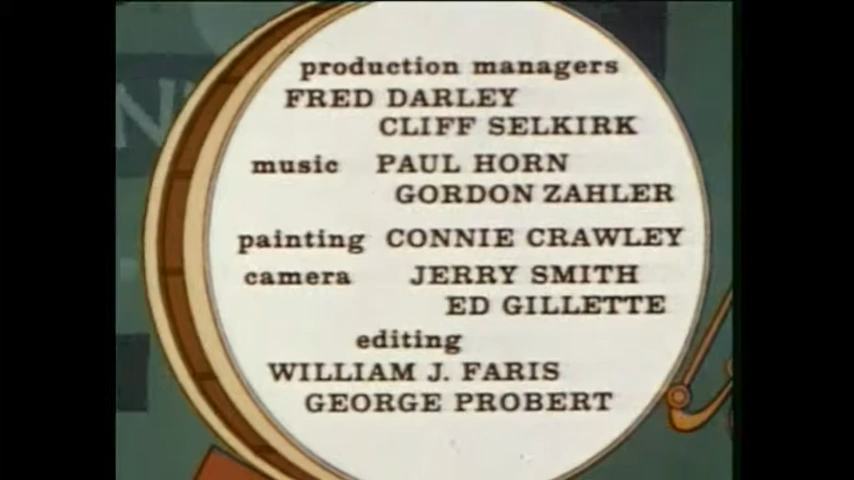 production managers
FRED DARLEY
CLIFF SELKIRK
music PAUL HORN
GORDON ZAHLER
painting CONNIE CRAWLEY
camera JERRY SMITH
ED GILLETTE
editing
WILLIAM J. FARIS
GEORGE PROBERT